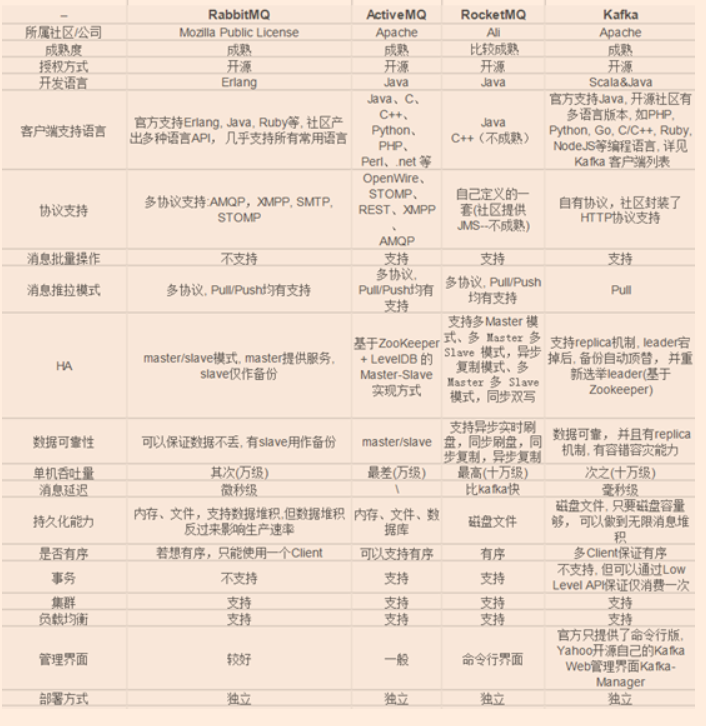 – RabbitMQ ActiveMQ RocketMQ Kafka
所属社区/公司 Mozilla Public License Apache Ali Apache
成熟度 成熟 成熟 比较成熟 成熟
授权方式 开源 开源 开源 开源
开发语言 Erlang Java Java Scala&Java
客户端支持语言
官方支持Erlang, Java, Ruby等, 社区产
出多种语言API， 几乎支持所有常用语言
Java、C、
C++、
Python、
PHP、
Perl、.net 等
Java
C++（不成熟）
官方支持Java, 开源社区有
多语言版本, 如PHP,
Python, Go, C/C++, Ruby,
NodeJS等编程语言, 详见
Kafka 客户端列表
协议支持
多协议支持:AMQP，XMPP, SMTP,
STOMP
OpenWire、
STOMP、
REST、XMPP
、
AMQP
自己定义的一
套(社区提供
JMS--不成熟)
自有协议，社区封装了
HTTP协议支持
消息批量操作 不支持 支持 支持 支持
消息推拉模式
多协议, Pull/Push均有支持
多协议,
Pull/Push均有
支持
多协议, Pull/Push
均有支持
Pull
HA
master/slave模式, master提供服务,
slave仅作备份
基于ZooKeeper
+ LevelDB 的
Master-Slave
实现方式
支持多Master 模
式、多 Master 多
Slave 模式，异步
复制模式、多
Master 多 Slave
模式，同步双写
支持replica机制, leader宕
掉后, 备份自动顶替， 并重
新选举leader(基于
Zookeeper)
数据可靠性
可以保证数据不丢, 有slave用作备份
master/slave
支持异步实时刷
盘，同步刷盘，同
步复制，异步复制
数据可靠， 并且有replica
机制, 有容错容灾能力
单机吞吐量 其次(万级) 最差(万级) 最高(十万级) 次之(十万级)
消息延迟 微秒级 \ 比kafka快 毫秒级
持久化能力
内存、文件，支持数据堆积,但数据堆积
反过来影响生产速率
内存、文件、数
据库
磁盘文件
磁盘文件, 只要磁盘容量
够， 可以做到无限消息堆
积
是否有序 若想有序，只能使用一个Client 可以支持有序 有序 多Client保证有序
事务 不支持 支持 支持
不支持, 但可以通过Low
Level API保证仅消费一次
集群 支持 支持 支持 支持
负载均衡 支持 支持 支持 支持
管理界面 较好 一般 命令行界面
官方只提供了命令行版,
Yahoo开源自己的Kafka
Web管理界面Kafka-
Manager
部署方式 独立 独立 独立 独立